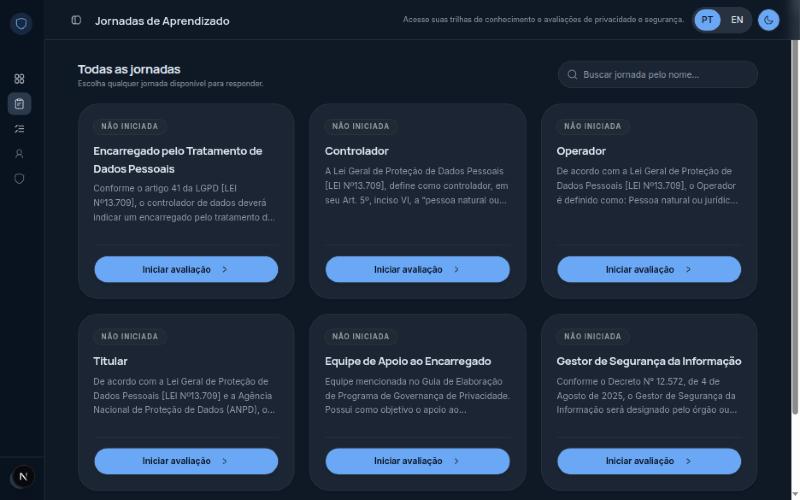 Jornadas de Aprendizado
Acesso suas trilhas de conhecimento e avaliações de privacidade e segurança.
PT
EN
Todas as jornadas
Escolha qualquer jornada disponível para responder.
Buscar jornada pelo nome...
NÃO INICIADA
Encarregado pelo Tratamento de
Dados Pessoais
Conforme o artigo 41 da LGPD [LEI
Nº13.709], o controlador de dados deverá
indicar um encarregado pelo tratamento d...
Iniciar avaliação
NÃO INICIADA
Controlador
A Lei Geral de Proteção de Dados Pessoais
[LEI Nº13.709], define como controlador, em
seu Art. 5º, inciso VI, a "pessoa natural ou...
Iniciar avaliação
NÃO INICIADA
Operador
De acordo com a Lei Geral de Proteção de
Dados Pessoais [LEI Nº13.709], o Operador
é definido como: Pessoa natural ou jurídic...
Iniciar avaliação
NÃO INICIADA
Titular
De acordo com a Lei Geral de Proteção de
Dados Pessoais [LEI Nº13.709] e a Agência
Nacional de Proteção de Dados (ANPD), o...
Iniciar avaliação
NÃO INICIADA
Equipe de Apoio ao Encarregado
Equipe mencionada no Guia de Elaboração
de Programa de Governança de Privacidade.
Possui como objetivo o apoio ao...
Iniciar avaliação
NÃO INICIADA
Gestor de Segurança da Informação
Conforme o Decreto Nº 12.572, de 4 de
Agosto de 2025, o Gestor de Segurança da
Informação será designado pelo órgão ou...
Iniciar avaliação
N